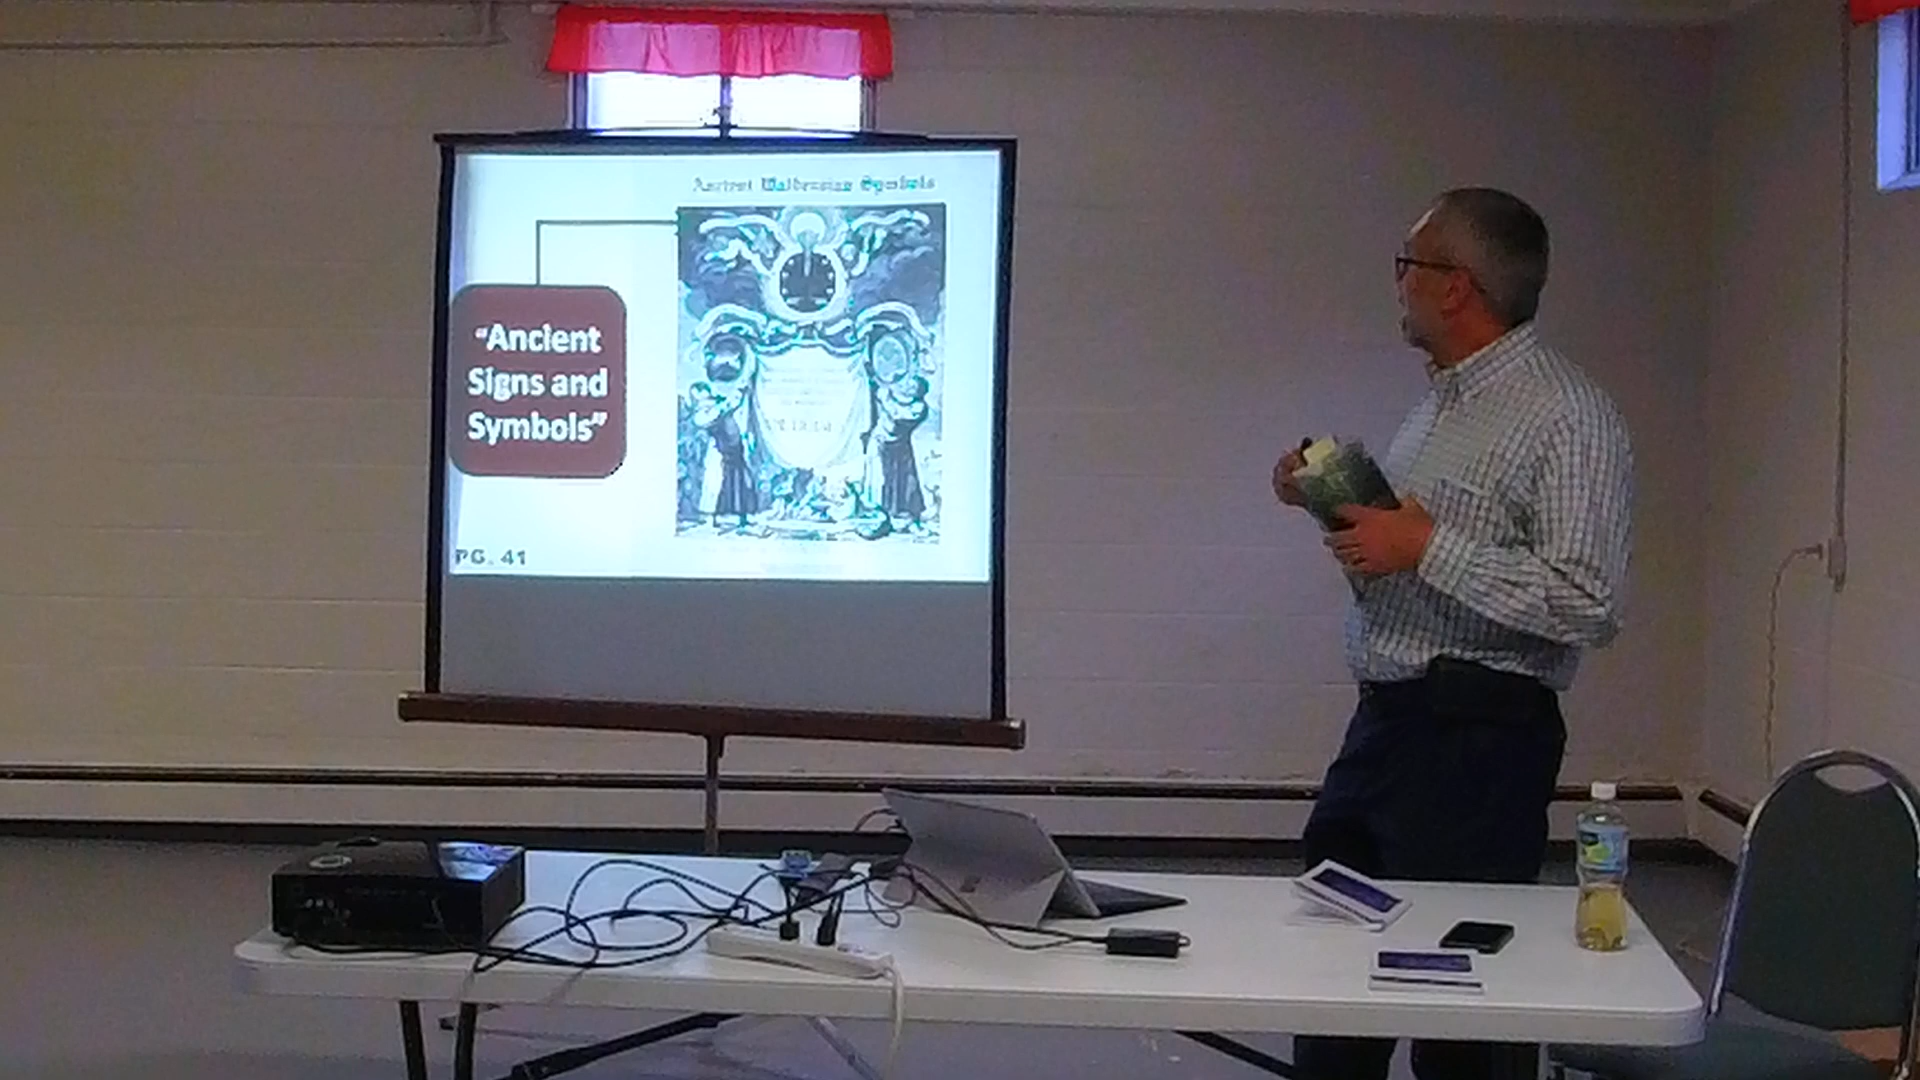 Ancient Waldensian Symbols
“Ancient
Signs and
Symbols”
PG. 41